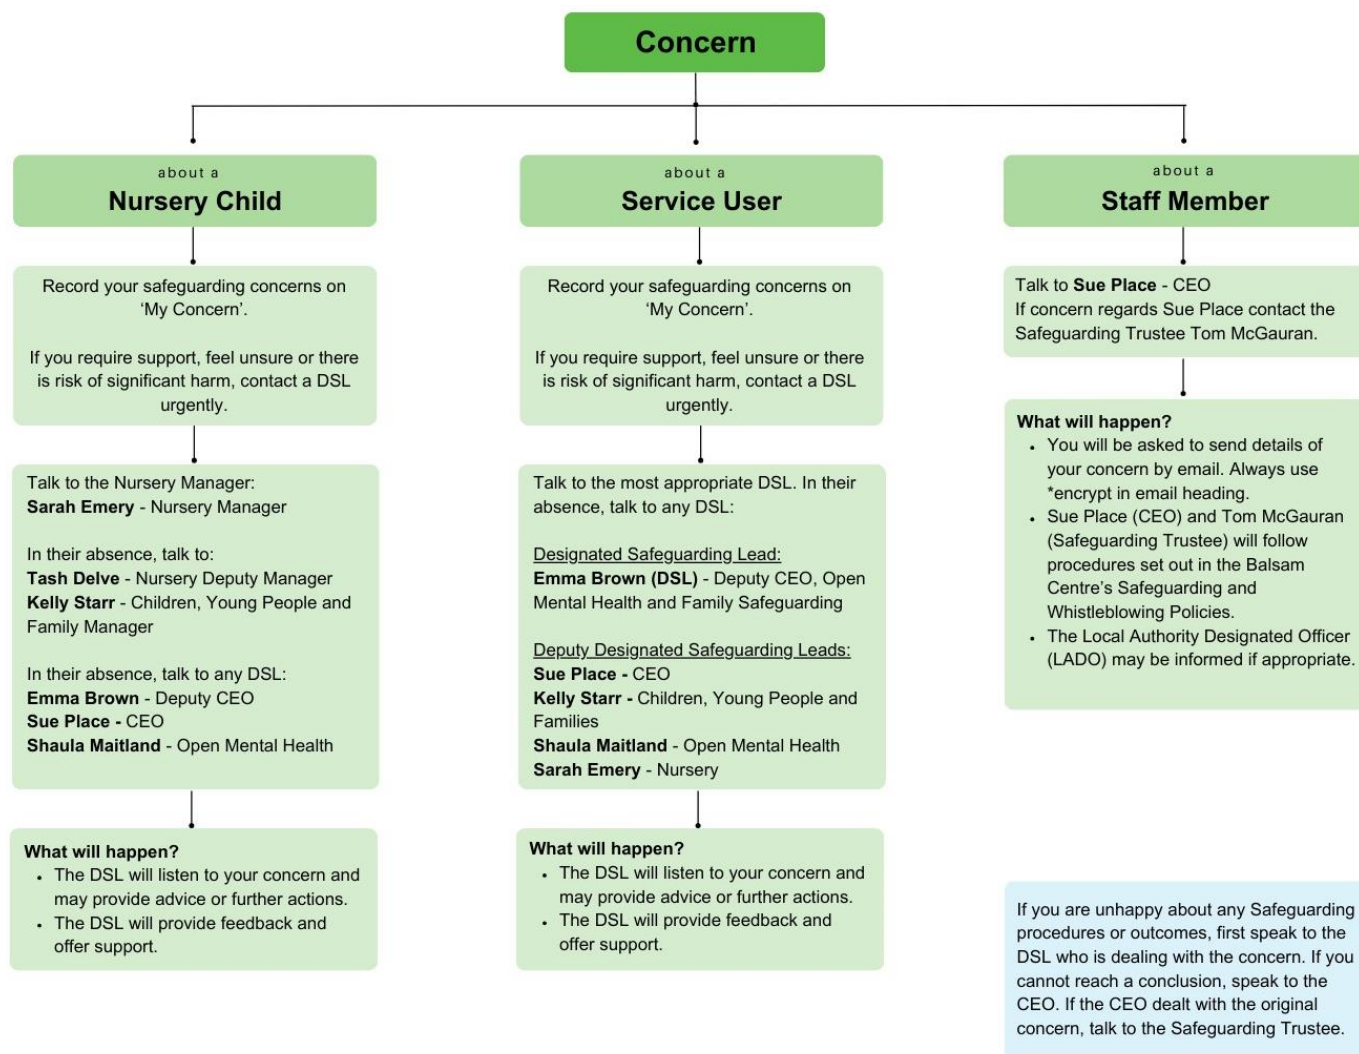 Concern
about a
Nursery Child
Record your safeguarding concerns on
‘My Concern’.
If you require support, feel unsure or there
is risk of significant harm, contact a DSL
urgently.
Talk to the Nursery Manager:
Sarah Emery - Nursery Manager
In their absence, talk to:
Tash Delve - Nursery Deputy Manager
Kelly Starr - Children, Young People and
Family Manager
In their absence, talk to any DSL:
Emma Brown - Deputy CEO
Sue Place - CEO
Shaula Maitland - Open Mental Health
What will happen?
• The DSL will listen to your concern and
may provide advice or further actions.
• The DSL will provide feedback and
offer support.
about a
Service User
Record your safeguarding concerns on
‘My Concern’.
If you require support, feel unsure or there
is risk of significant harm, contact a DSL
urgently.
Talk to the most appropriate DSL. In their
absence, talk to any DSL:
Designated Safeguarding Lead:
Emma Brown (DSL) - Deputy CEO, Open
Mental Health and Family Safeguarding
Deputy Designated Safeguarding Leads:
Sue Place - CEO
Kelly Starr - Children, Young People and
Families
Shaula Maitland - Open Mental Health
Sarah Emery - Nursery
What will happen?
• The DSL will listen to your concern and
may provide advice or further actions.
• The DSL will provide feedback and
offer support.
about a
Staff Member
Talk to Sue Place - CEO
If concern regards Sue Place contact the
Safeguarding Trustee Tom McGauran.
What will happen?
• You will be asked to send details of
your concern by email. Always use
*encrypt in email heading.
• Sue Place (CEO) and Tom McGauran
(Safeguarding Trustee) will follow
procedures set out in the Balsam
Centre’s Safeguarding and
Whistleblowing Policies.
• The Local Authority Designated Officer
(LADO) may be informed if appropriate.
If you are unhappy about any Safeguarding
procedures or outcomes, first speak to the
DSL who is dealing with the concern. If you
cannot reach a conclusion, speak to the
CEO. If the CEO dealt with the original
concern, talk to the Safeguarding Trustee.